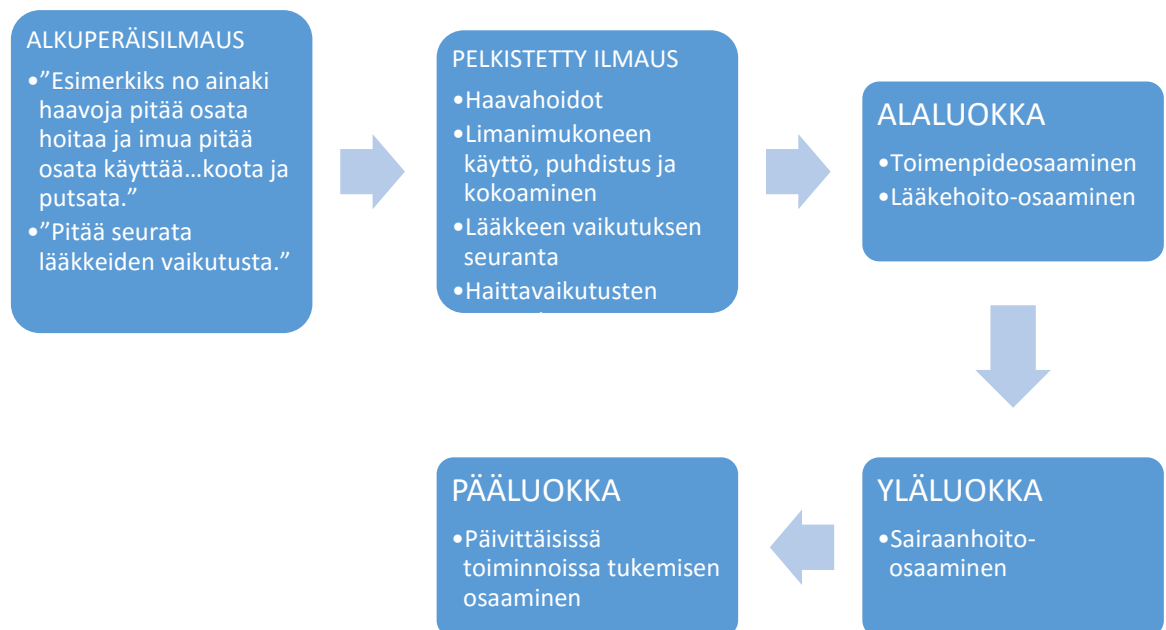 ALKUPERÄISILMAUS
•”Esimerkiks no ainaki
haavoja pitää osata
hoitaa ja imua pitää
osata käyttää...koota ja
putsata.”
•”Pitää seurata
lääkkeiden vaikutusta.”
PELKISTETTY ILMAUS
•Haavahoidot
•Limanimukoneen
käyttö, puhdistus ja
kokoaminen
•Lääkkeen vaikutuksen
seuranta
•Haittavaikutusten
ALALUOKKA
•Toimenpideosaaminen
•Lääkehoito-osaaminen
YLÄLUOKKA
•Sairaanhoito-
osaaminen
PÄÄLUOKKA
•Päivittäisissä
toiminnoissa tukemisen
osaaminen